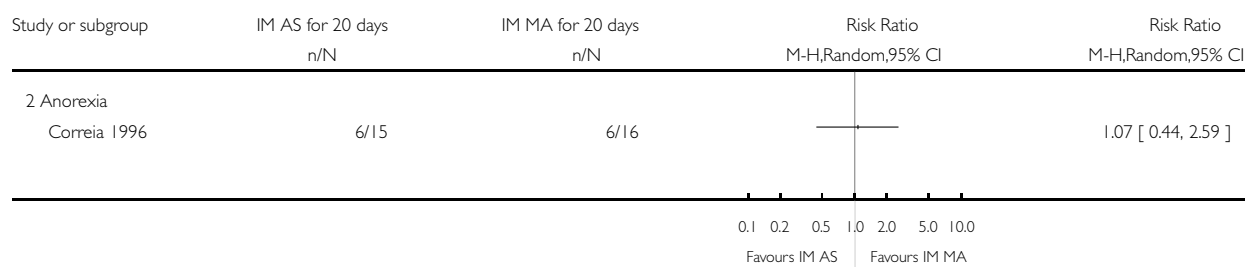 Study or subgroup IM AS for 20 days IM MA for 20 days Risk Ratio Risk Ratio
n/N n/N M-H,Random,95% CI M-H,Random,95% CI
2 Anorexia
Correia 1996 6/15 6/16 1.07 [ 0.44, 2.59 ]
0.1 0.2 0.5 1.0 2.0 5.0 10.0
Favours IM AS Favours IM MA